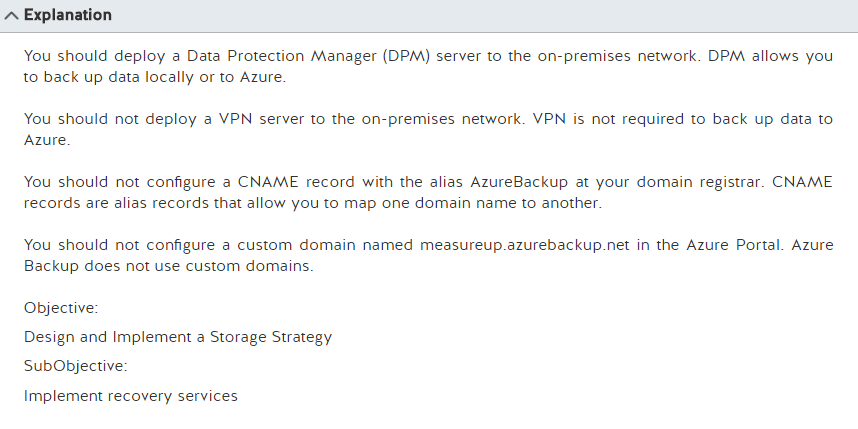 Explanation
You should deploy a Data Protection Manager (DPM) server to the on-premises network. DPM allows you
to back up data locally or to Azure.
You should not deploy a VPN server to the on-premises network. VPN is not required to back up data to
Azure.
You should not configure a CNAME record with the alias AzureBackup at your domain registrar. CNAME
records are alias records that allow you to map one domain name to another.
You should not configure a custom domain named measureup.azurebackup.net in the Azure Portal. Azure
Backup does not use custom domains.
Objective:
Design and Implement a Storage Strategy
SubObjective:
Implement recovery services